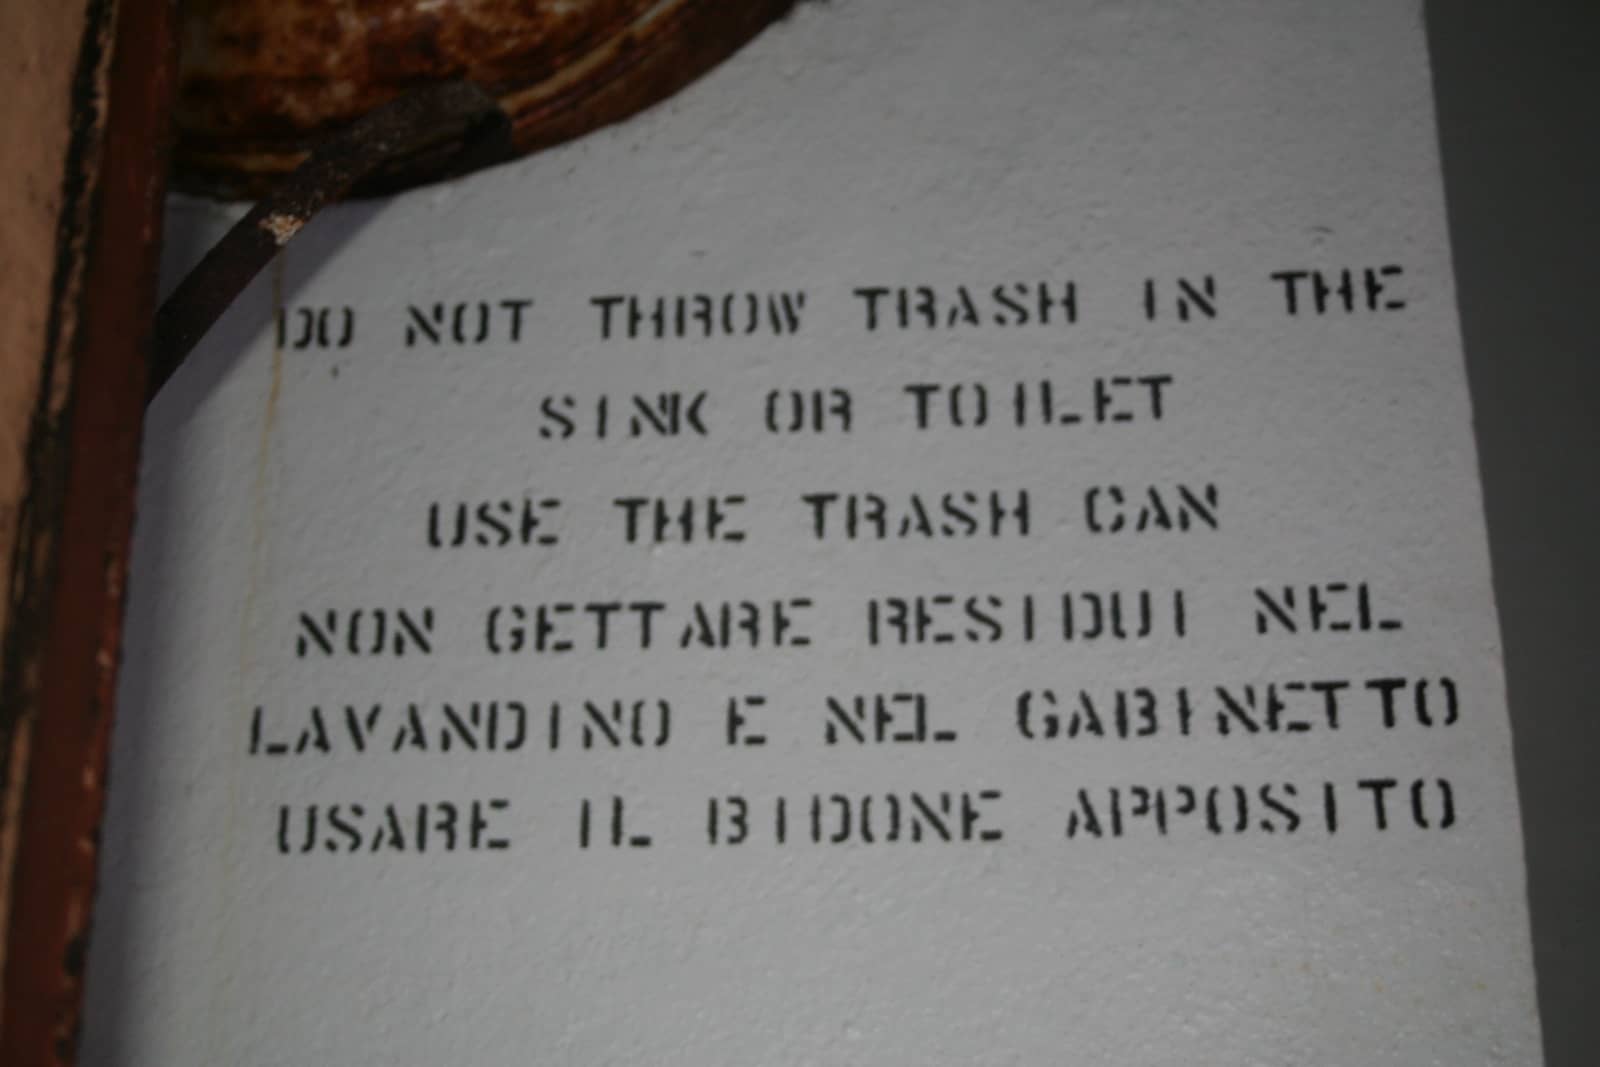 DO NOT THROW TRASH IN THE
SINK OR TOILET
USE THE TRASH CAN
NON GETTARE RESIDUI NEL
LAVANDINO E NEL GABINETTO
USARE IL BIDONE APPOSITO